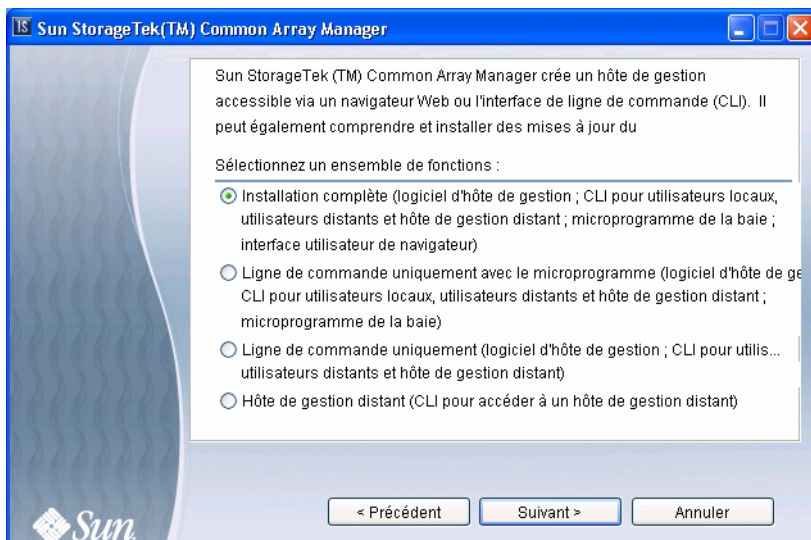 Sun StorageTek(TM) Common Array Manager
Sun StorageTek (TM) Common Array Manager crée un hôte de gestion
accessible via un navigateur Web ou l'interface de ligne de commande (CLI). Il
peut également comprendre et installer des mises à jour du
Sélectionnez un ensemble de fonctions :
Installation complète (logiciel d'hôte de gestion ; CLI pour utilisateurs locaux,
utilisateurs distants et hôte de gestion distant ; microprogramme de la baie ;
interface utilisateur de navigateur)
Ligne de commande uniquement avec le microprogramme (logiciel d'hôte de ge
CLI pour utilisateurs locaux, utilisateurs distants et hôte de gestion distant ;
microprogramme de la baie)
Ligne de commande uniquement (logiciel d'hôte de gestion ; CLI pour utilis...
utilisateurs distants et hôte de gestion distant)
Hôte de gestion distant (CLI pour accéder à un hôte de gestion distant)
< Précédent
Suivant >
Annuler
Sun